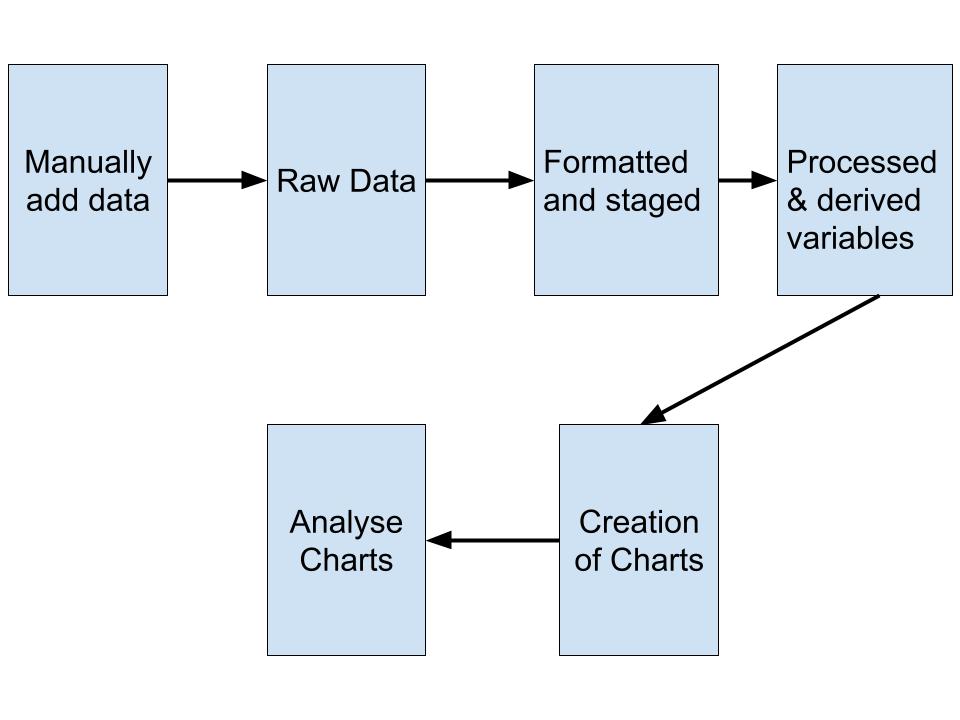 Manually
add data
Raw Data
Formatted
and staged
Processed
& derived
variables
Analyse
Charts
Creation
of Charts